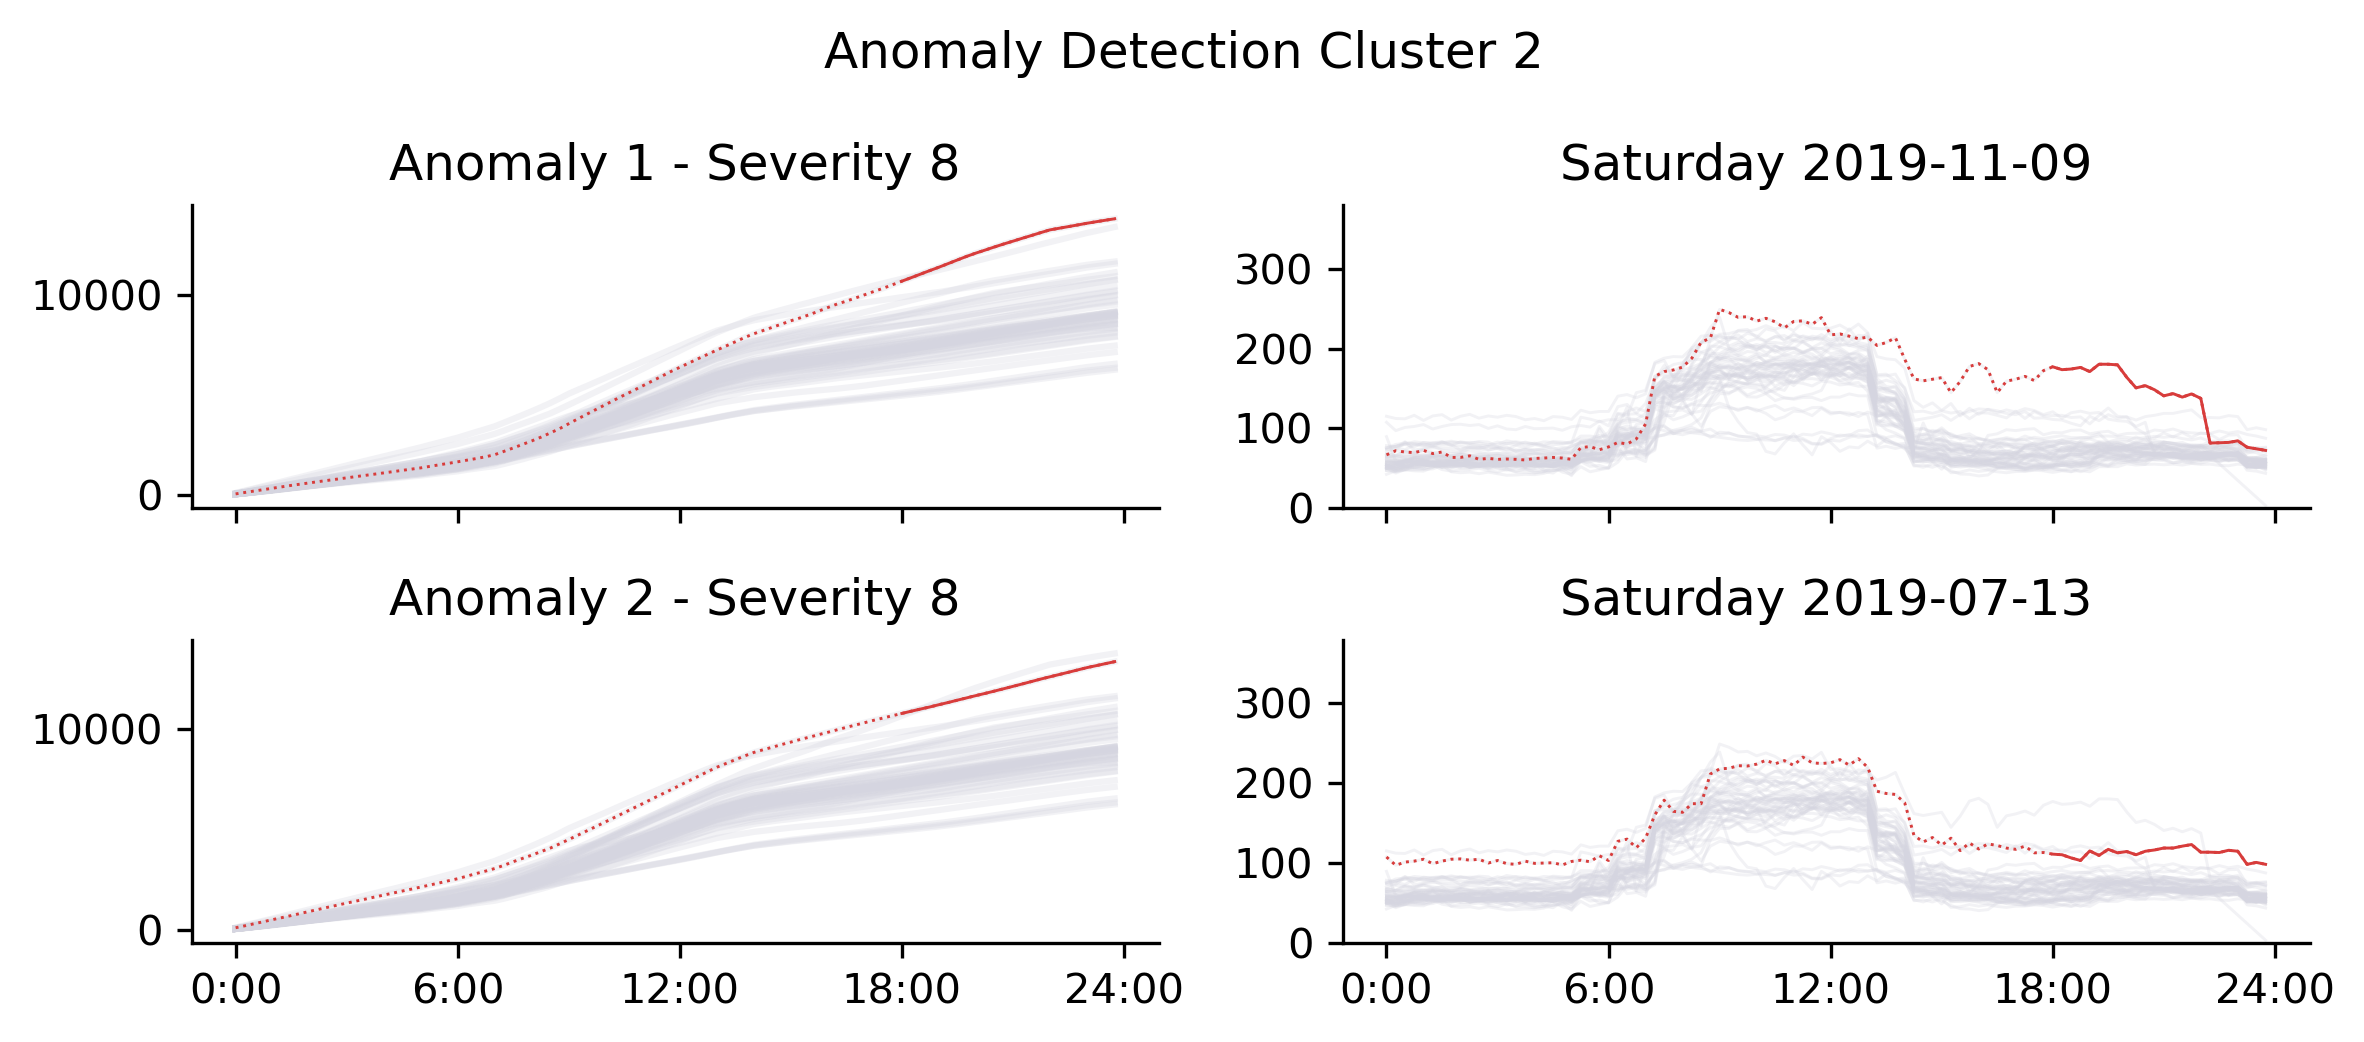 Anomaly Detection Cluster 2
Anomaly 1 - Severity 8
10000
0
Saturday 2019-11-09
300
200
100
0
Anomaly 2 - Severity 8
10000
0
0:00 6:00 12:00 18:00 24:00
Saturday 2019-07-13
300
200
100
0
0:00 6:00 12:00 18:00 24:00